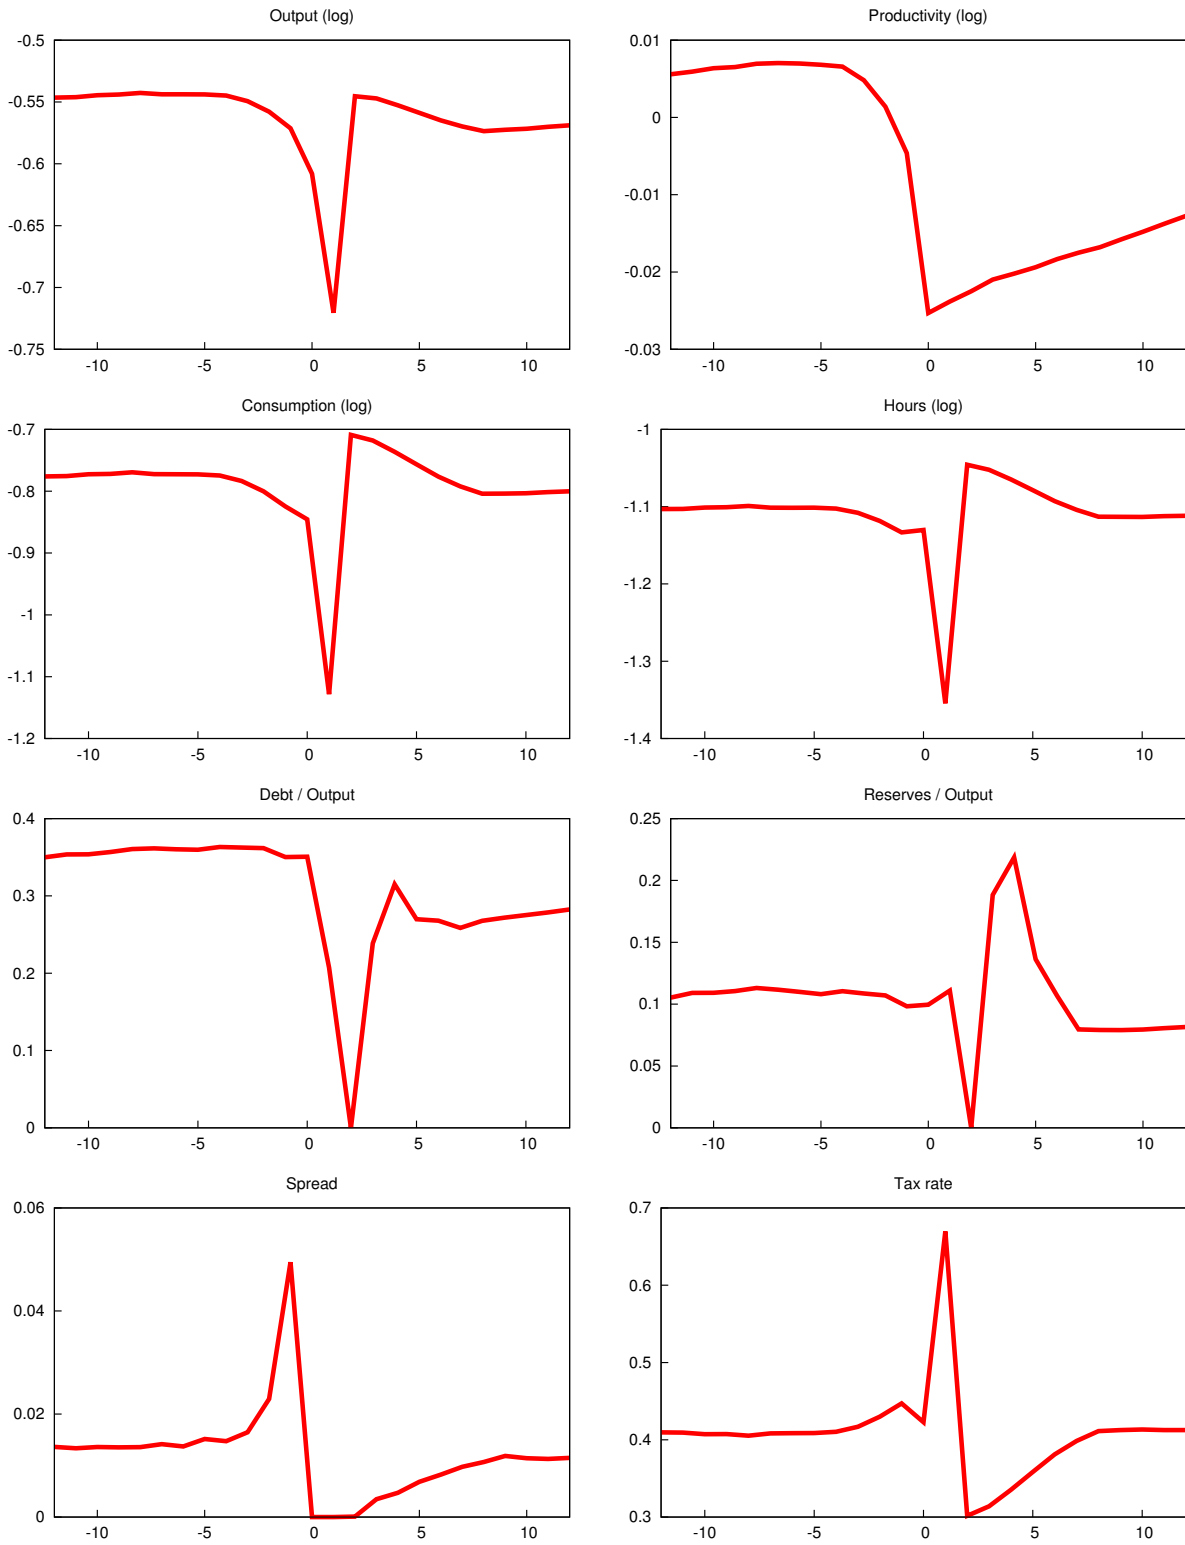 Output (log)
-0.5
-0.55
-0.6
-0.65
-0.7
-0.75
-10 -5 0 5 10
Productivity (log)
0.01
0
-0.01
-0.02
-0.03
-10 -5 0 5 10
Consumption (log)
-0.7
-0.8
-0.9
-1
-1.1
-1.2
-10 -5 0 5 10
Hours (log)
-1
-1.1
-1.2
-1.3
-1.4
-10 -5 0 5 10
Debt / Output
0.4
0.3
0.2
0.1
0
-10 -5 0 5 10
Reserves / Output
0.25
0.2
0.15
0.1
0.05
0
-10 -5 0 5 10
Spread
0.06
0.04
0.02
0
-10 -5 0 5 10
Tax rate
0.7
0.6
0.5
0.4
0.3
-10 -5 0 5 10